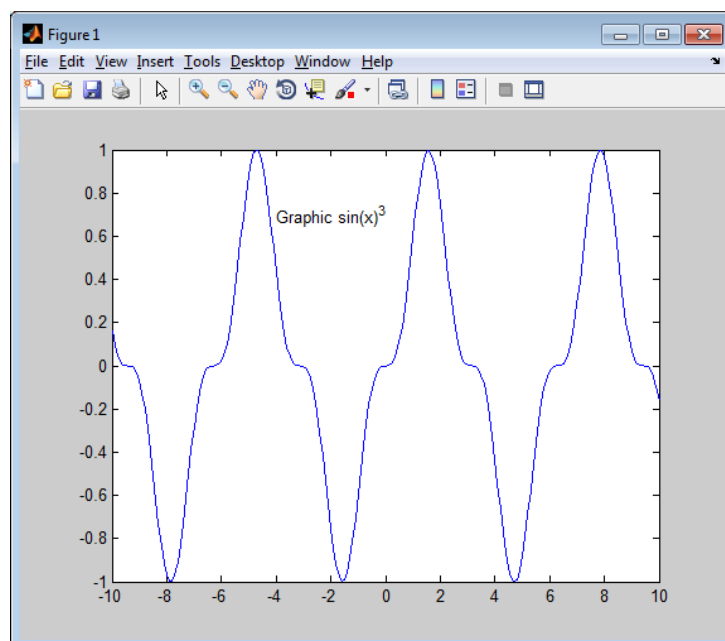 Figure 1
File Edit View Insert Tools Desktop Window Help
1
0.8
0.6
0.4
0.2
0
-0.2
-0.4
-0.6
-0.8
-1
Graphic sin(x)³
-10 -8 -6 -4 -2 0 2 4 6 8 10